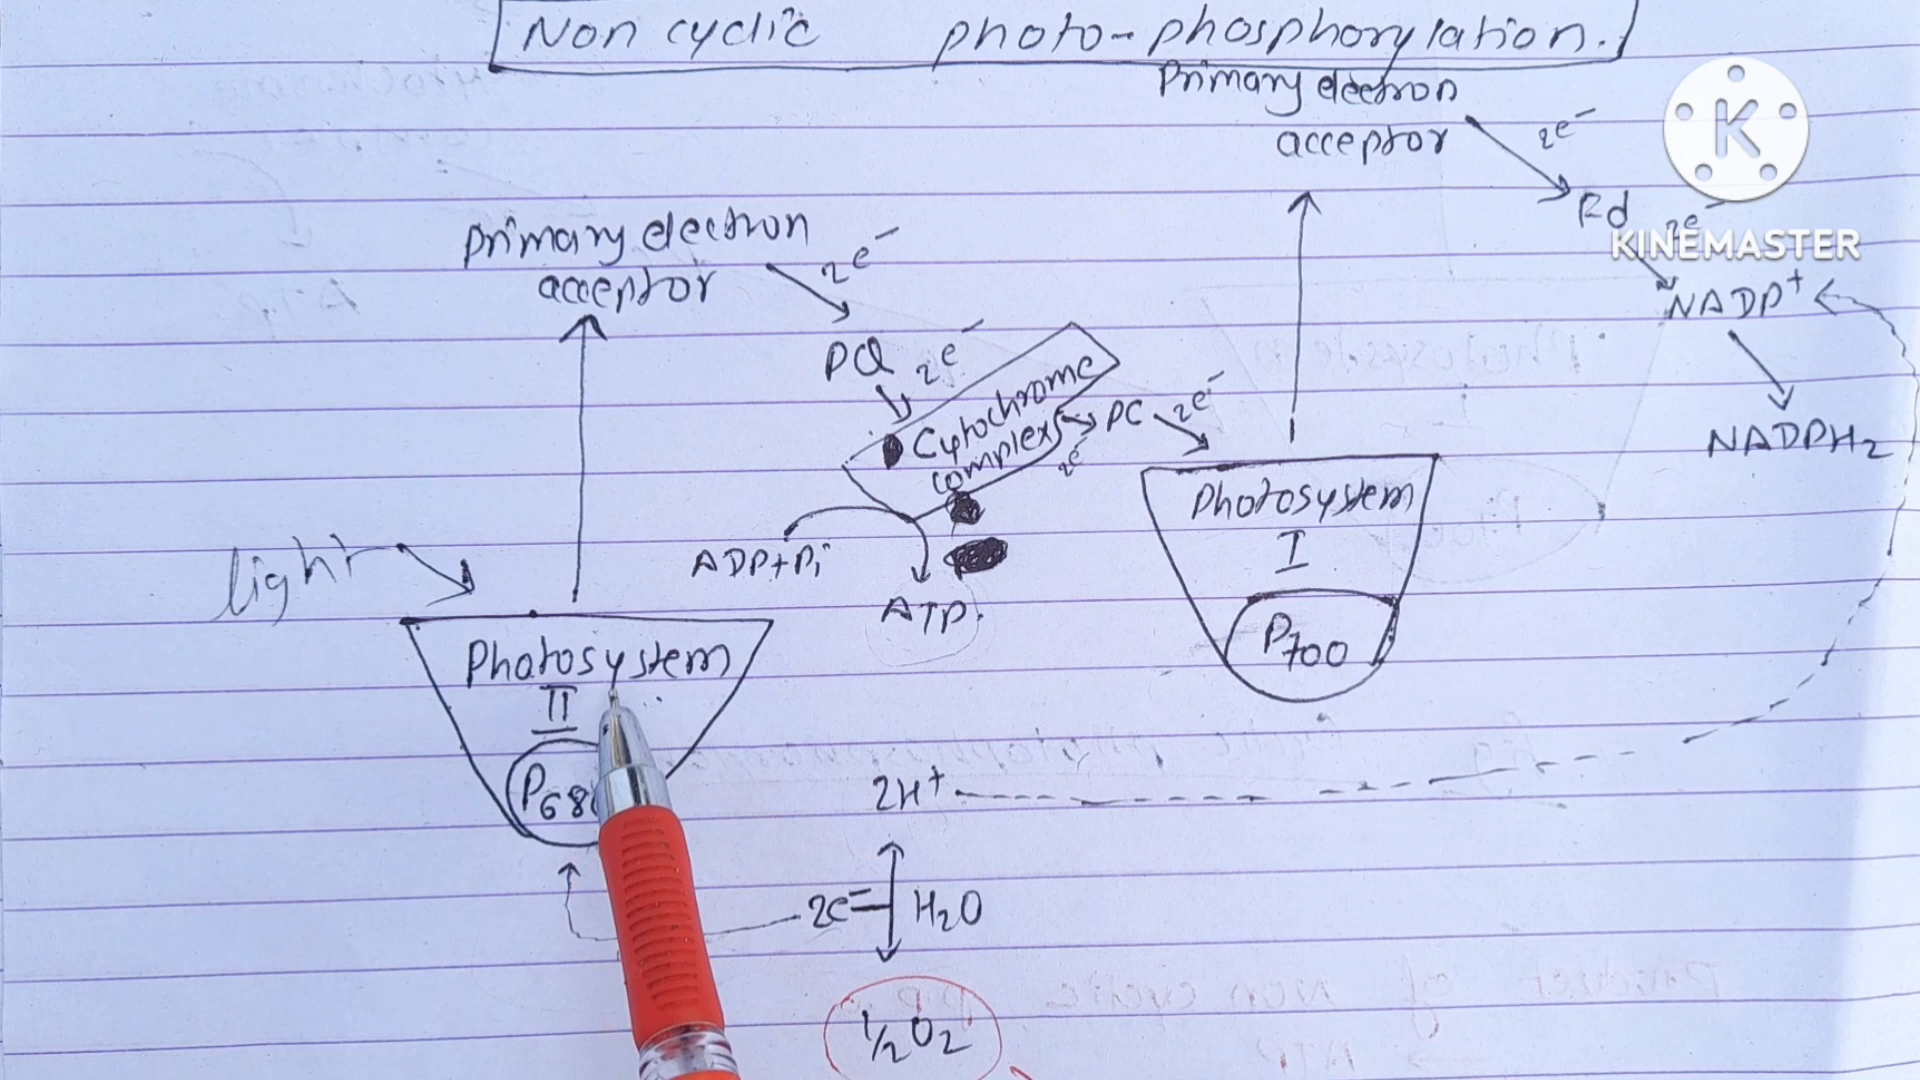 Non cyclic photo-phosphorylation.
Primary electron
acceptor
2e⁻
K
Fd
2e⁻
KINEMASTER
Primary electron
acceptor
2e⁻
NADP⁺
PQ
2e⁻
Cytochrome
complex
2e⁻
PC
2e⁻
NADPH₂
Photosystem
I
P₇₀₀
light
ADP+Pi
ATP.
Photosystem
II
P₆₈
2H⁺
2e⁻
H₂O
½O₂